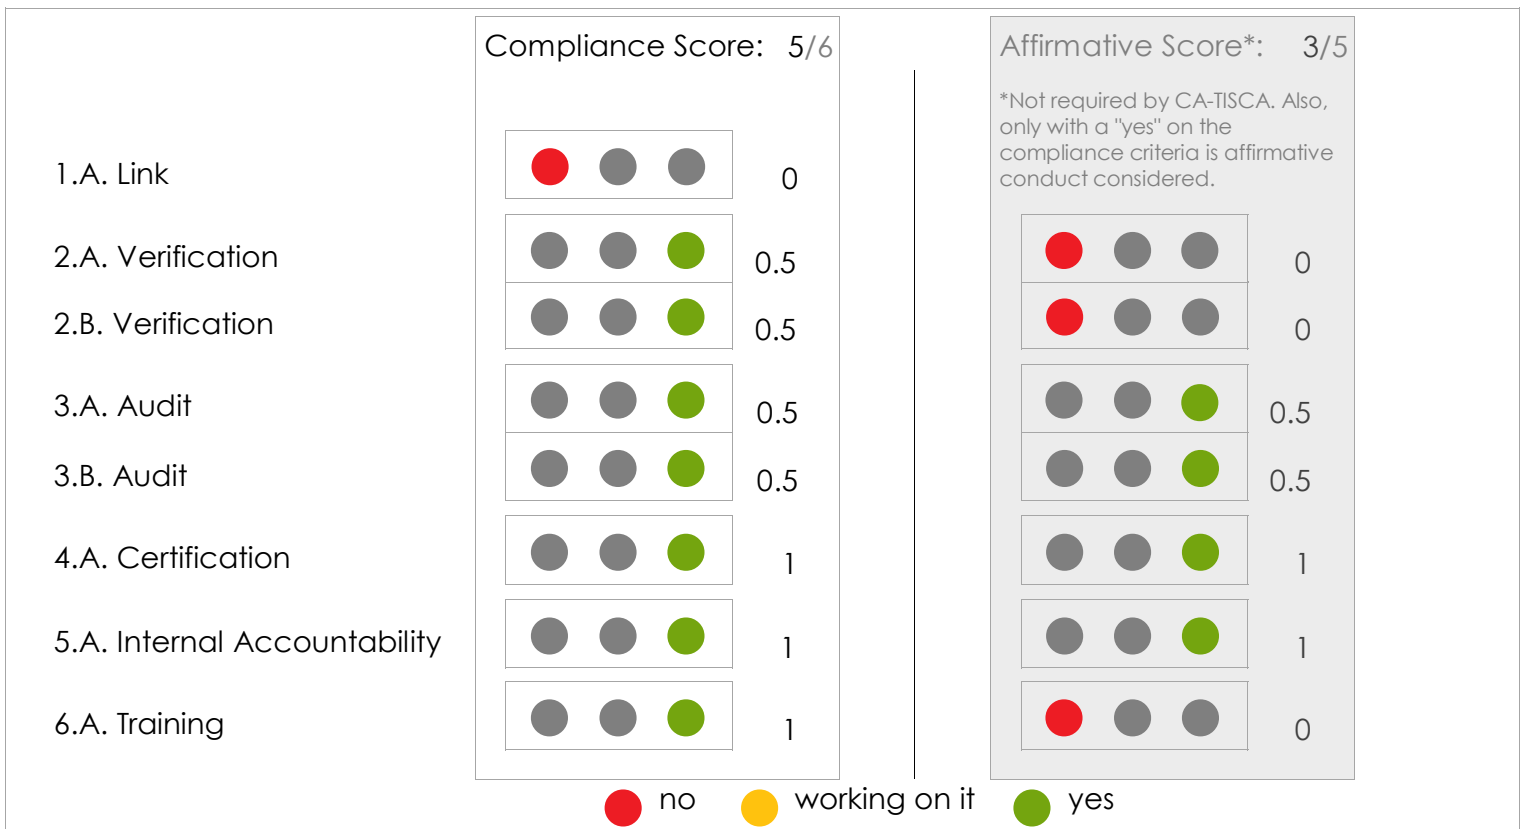 Compliance Score: 5/6
Affirmative Score*: 3/5
*Not required by CA-TISCA. Also,
only with a "yes" on the
compliance criteria is affirmative
conduct considered.
1.A. Link 0
2.A. Verification 0.5 0
2.B. Verification 0.5 0
3.A. Audit 0.5 0.5
3.B. Audit 0.5 0.5
4.A. Certification 1 1
5.A. Internal Accountability 1 1
6.A. Training 1 0
no working on it yes